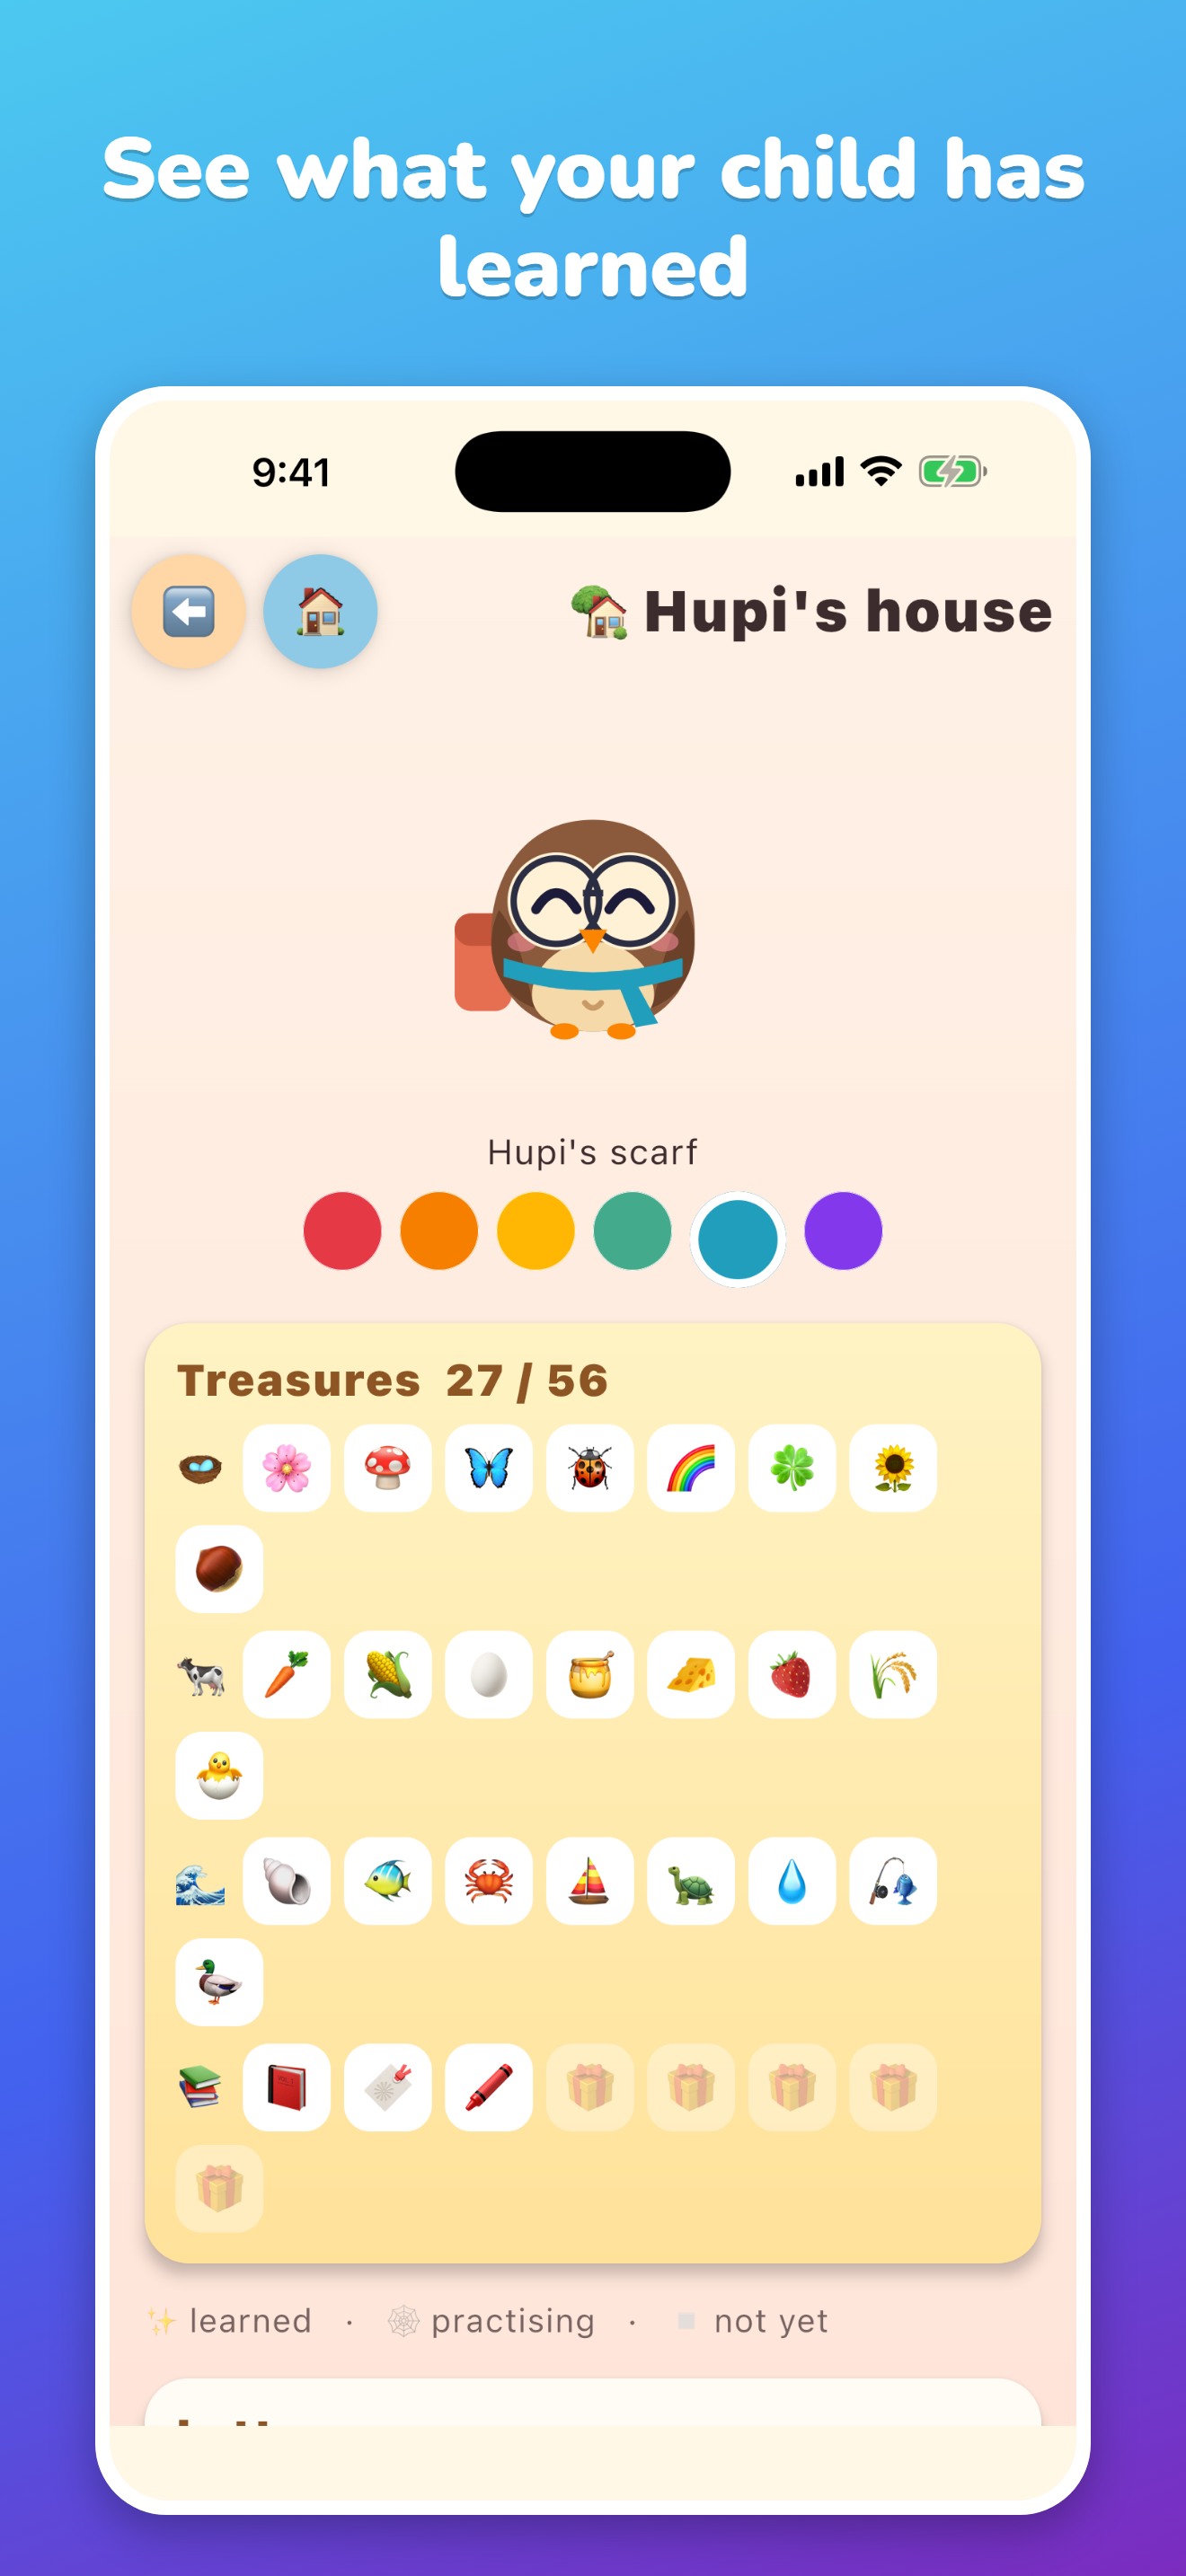 See what your child has
learned
9:41
Hupi's house
Hupi's scarf
Treasures 27 / 56
learned · practising · not yet